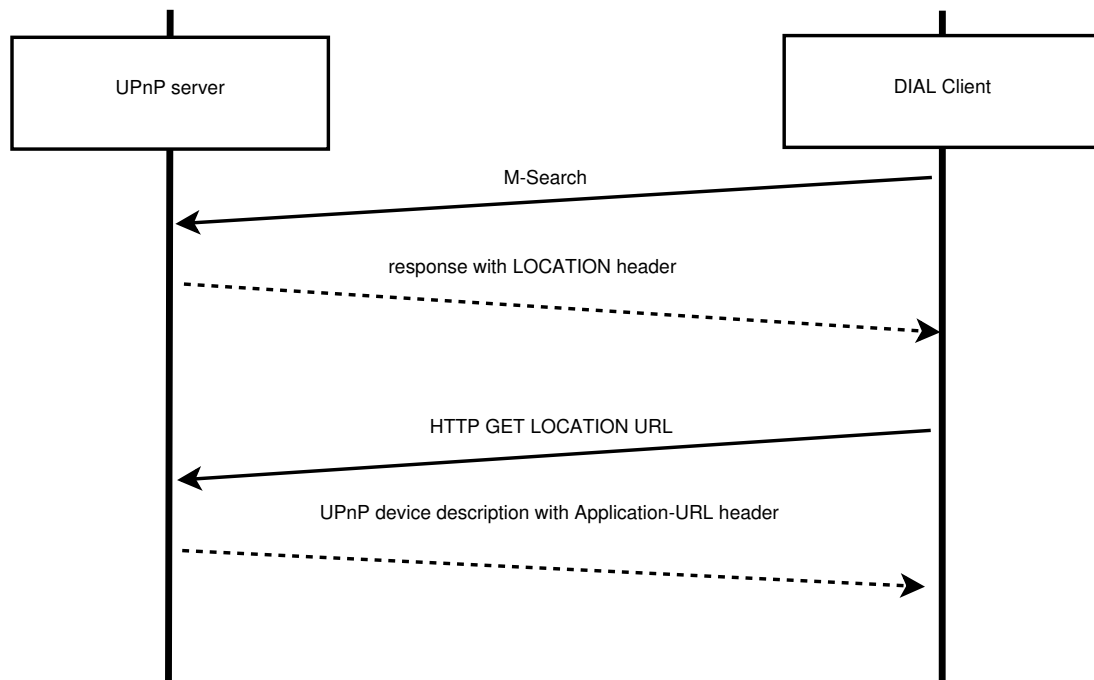 UPnP server
DIAL Client
M-Search
response with LOCATION header
HTTP GET LOCATION URL
UPnP device description with Application-URL header